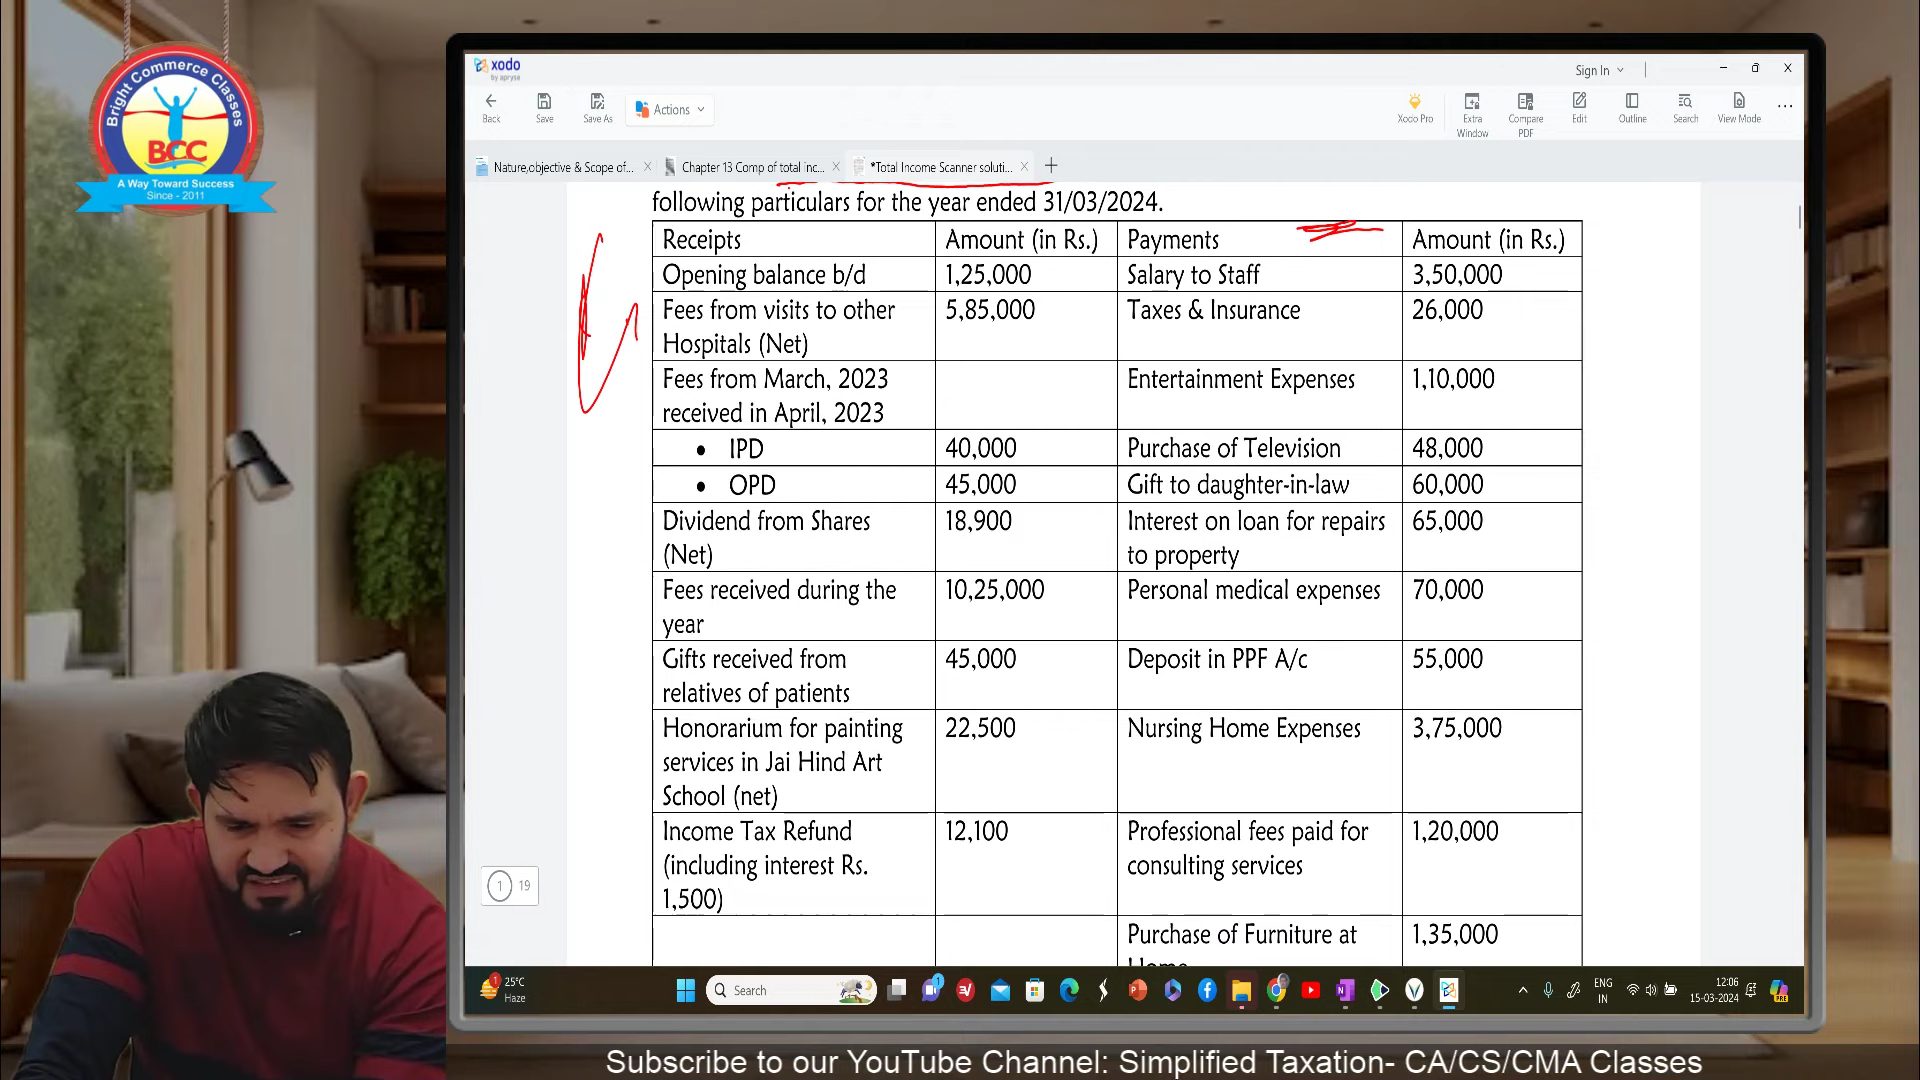 Bright Commerce Classes
BCC
A Way Toward Success
Since - 2011
xodo
by apryse
Sign In
Back
Save
Save As
Actions
Xodo Pro
Extra Window
Compare PDF
Edit
Outline
Search
View Mode
Nature,objective & Scope of...
Chapter 13 Comp of total inc...
*Total Income Scanner soluti...
following particulars for the year ended 31/03/2024.
Receipts Amount (in Rs.) Payments Amount (in Rs.)
Opening balance b/d 1,25,000 Salary to Staff 3,50,000
Fees from visits to other 5,85,000 Taxes & Insurance 26,000
Hospitals (Net)
Fees from March, 2023 Entertainment Expenses 1,10,000
received in April, 2023
• IPD 40,000 Purchase of Television 48,000
• OPD 45,000 Gift to daughter-in-law 60,000
Dividend from Shares 18,900 Interest on loan for repairs 65,000
(Net) to property
Fees received during the 10,25,000 Personal medical expenses 70,000
year
Gifts received from 45,000 Deposit in PPF A/c 55,000
relatives of patients
Honorarium for painting 22,500 Nursing Home Expenses 3,75,000
services in Jai Hind Art
School (net)
Income Tax Refund 12,100 Professional fees paid for 1,20,000
(including interest Rs. consulting services
1,500)
Purchase of Furniture at 1,35,000
Home
1 19
1
25°C
Haze
Search
ENG
IN
12:06
15-03-2024
Subscribe to our YouTube Channel: Simplified Taxation- CA/CS/CMA Classes